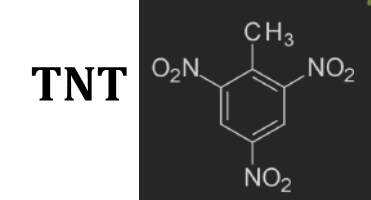 CH₃
TNT O₂N NO₂
NO₂